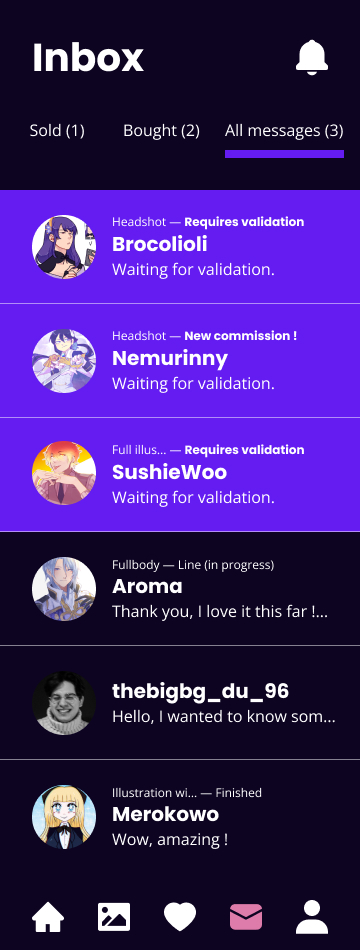 Inbox
Sold (1) Bought (2) All messages (3)
Headshot — Requires validation
Brocolioli
Waiting for validation.
Headshot — New commission !
Nemurinny
Waiting for validation.
Full illus... — Requires validation
SushieWoo
Waiting for validation.
Fullbody — Line (in progress)
Aroma
Thank you, I love it this far !...
thebigbg_du_96
Hello, I wanted to know som...
Illustration wi... — Finished
Merokowo
Wow, amazing !